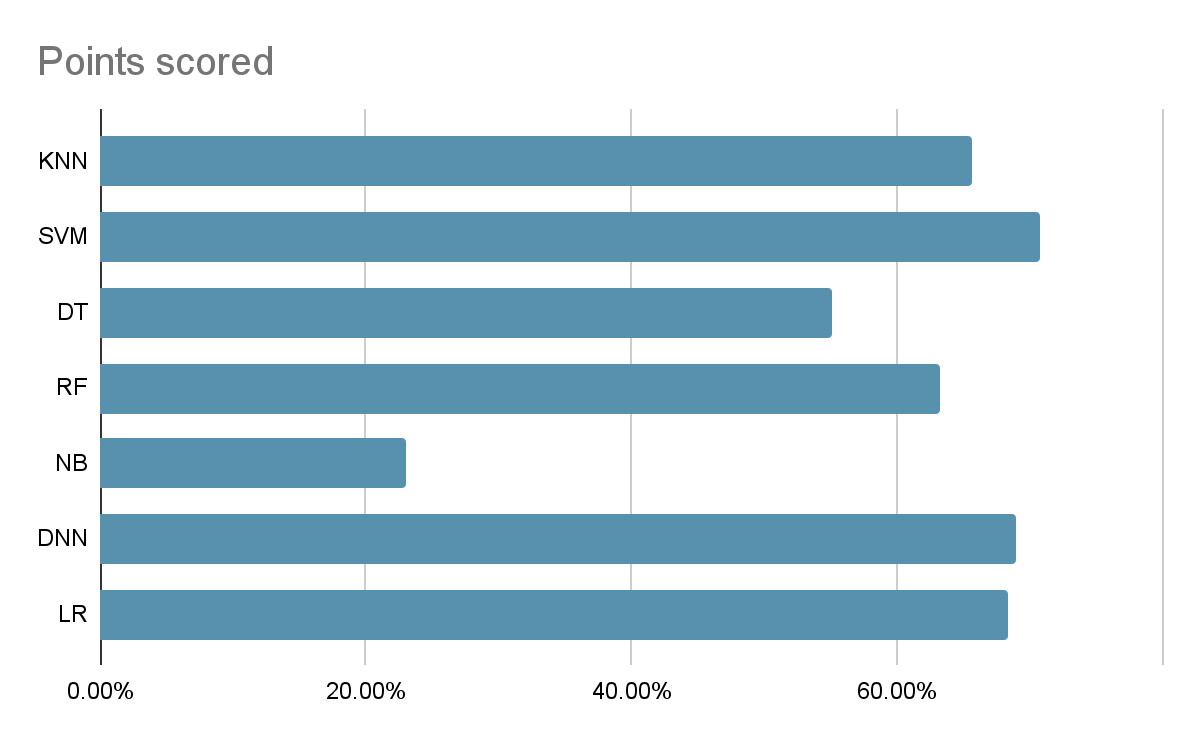 Points scored
KNN
SVM
DT
RF
NB
DNN
LR
0.00% 20.00% 40.00% 60.00%